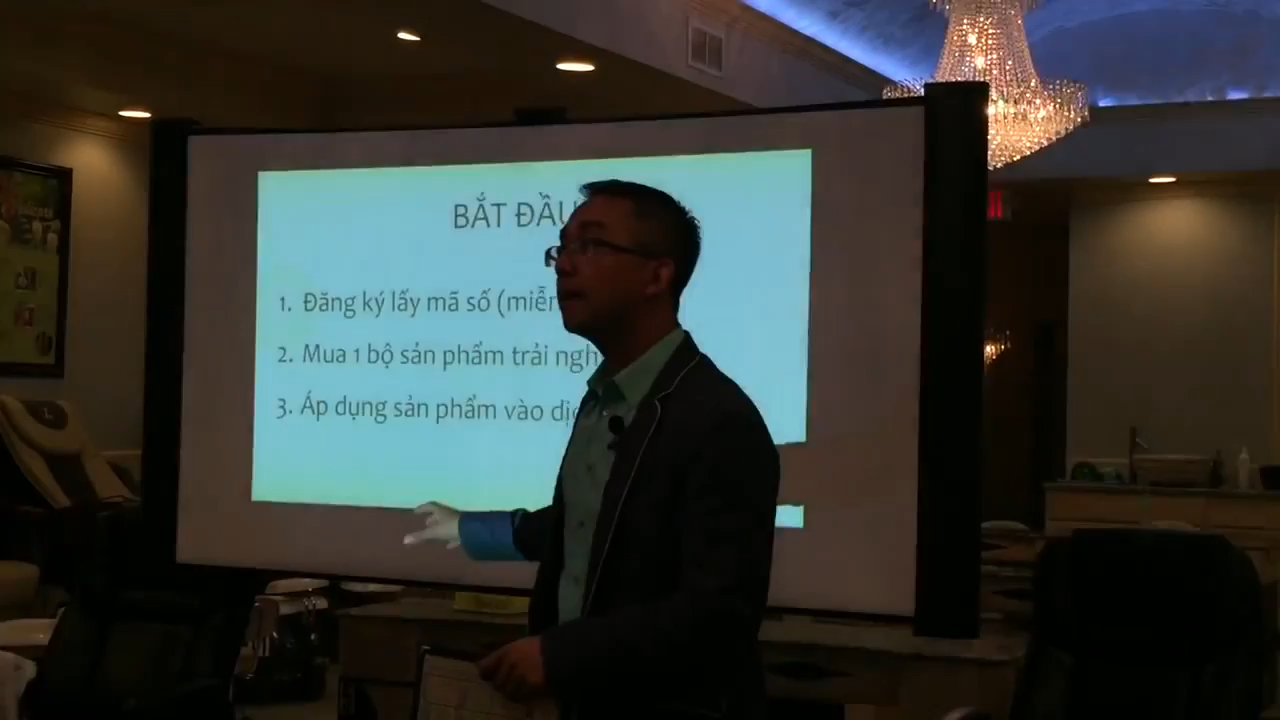 BẮT ĐẦU
1. Đăng ký lấy mã số (miễn
2. Mua 1 bộ sản phẩm trải ngh
3. Áp dụng sản phẩm vào